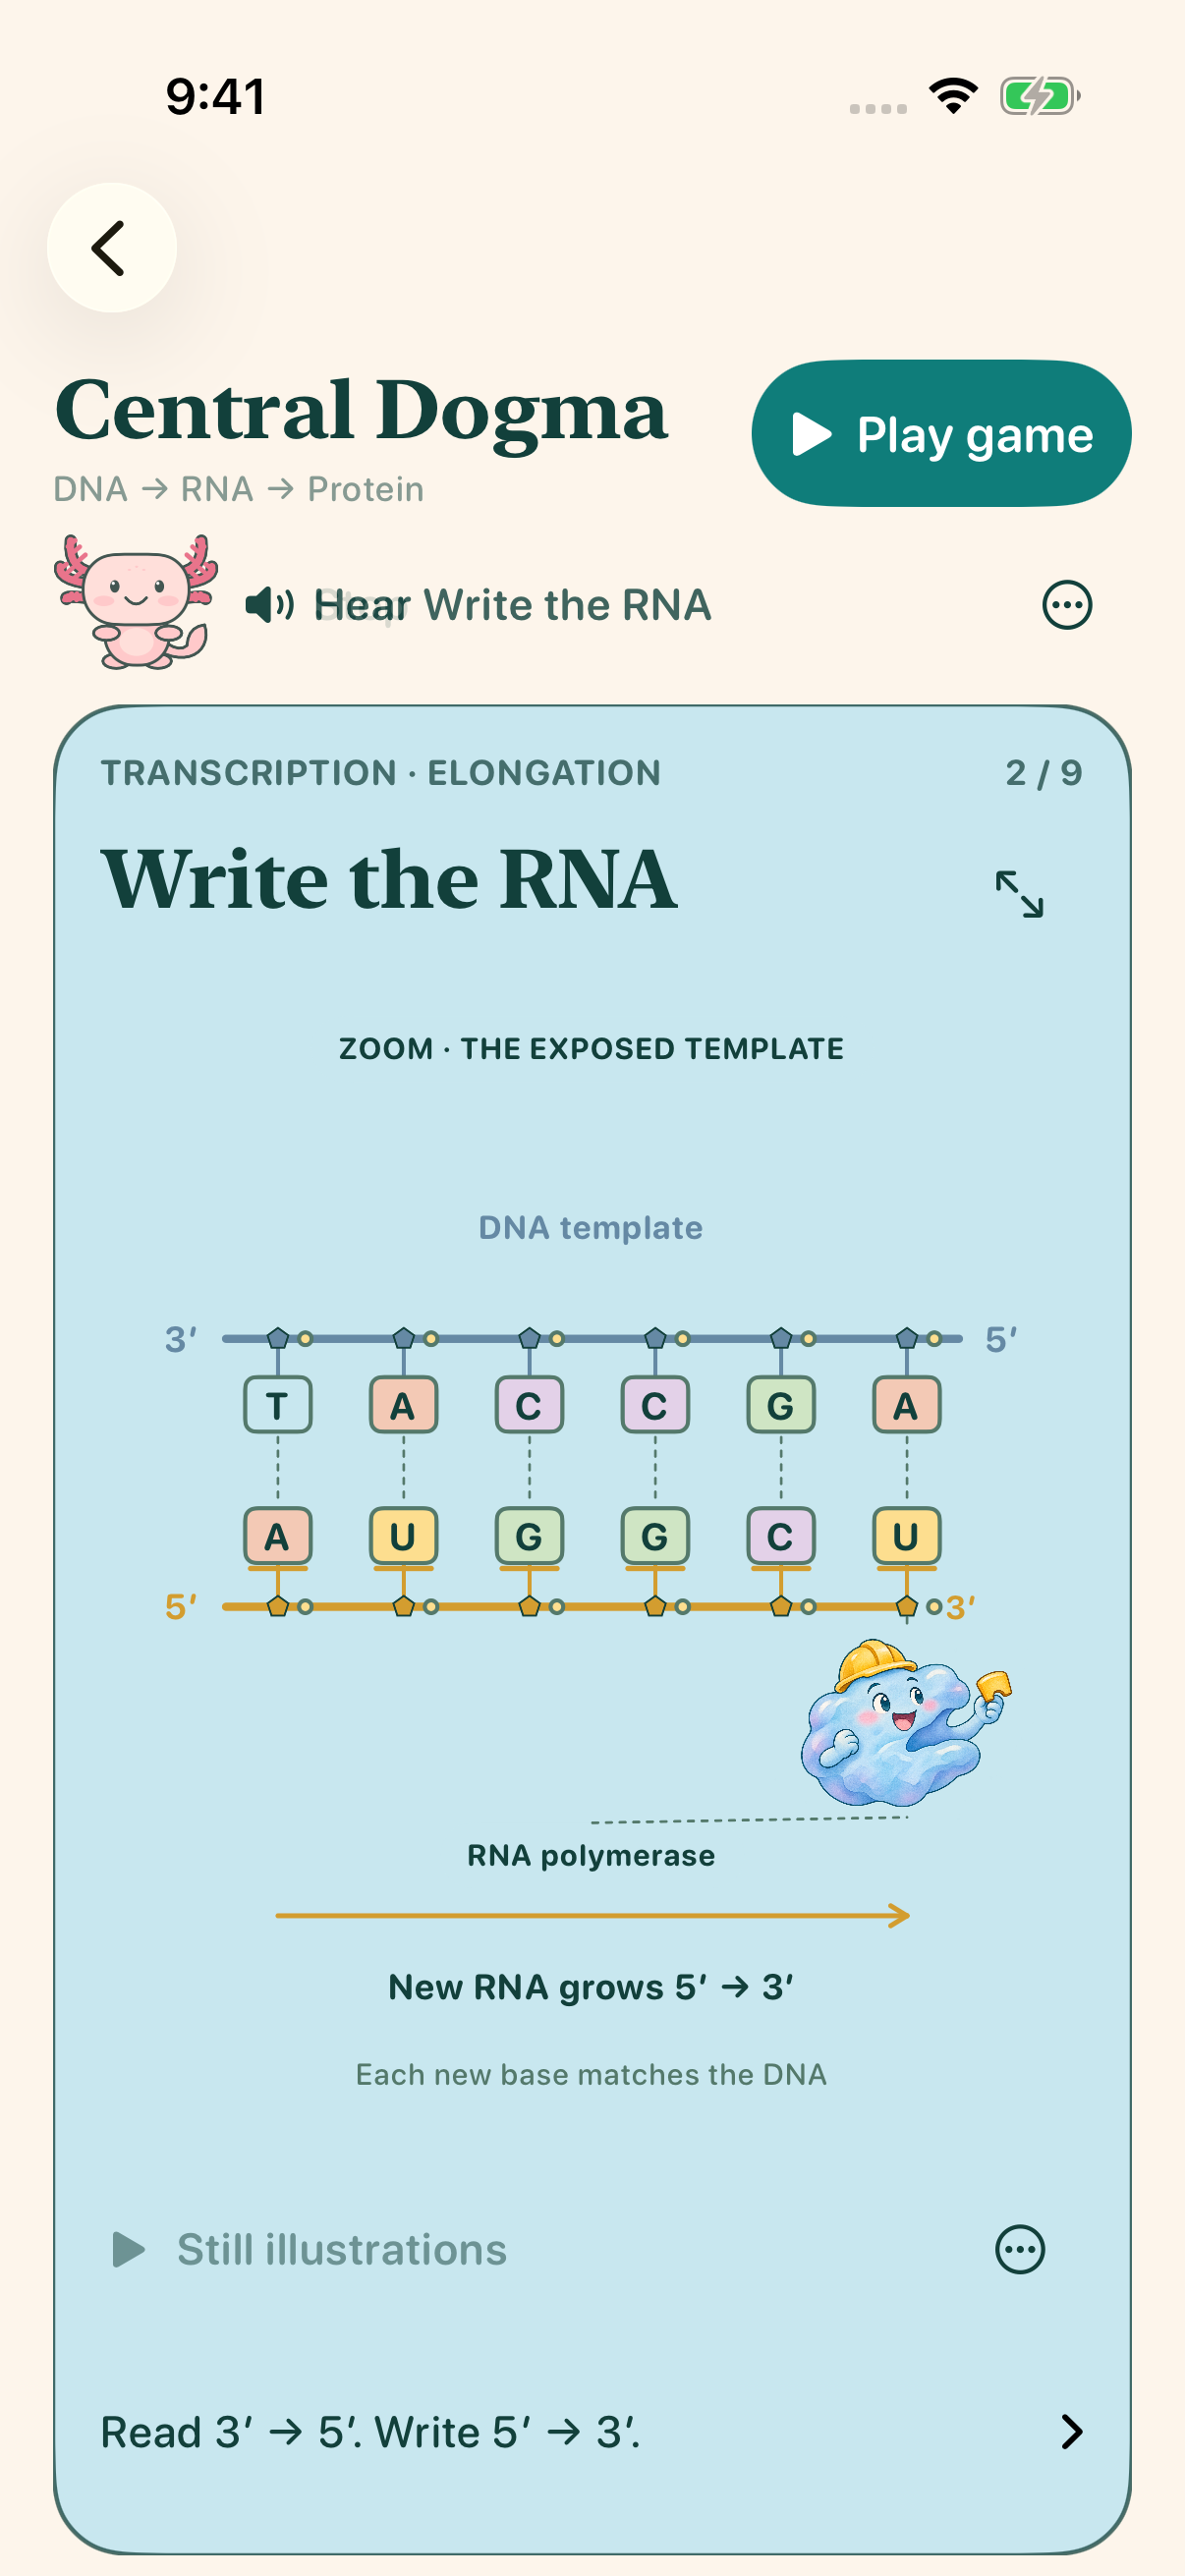 9:41
Central Dogma
Play game
DNA → RNA → Protein
Hear Write the RNA
TRANSCRIPTION · ELONGATION
2 / 9
Write the RNA
ZOOM · THE EXPOSED TEMPLATE
DNA template
3′ 5′
T A C C G A
A U G G C U
5′ 3′
RNA polymerase
New RNA grows 5′ → 3′
Each new base matches the DNA
Still illustrations
Read 3′ → 5′. Write 5′ → 3′.